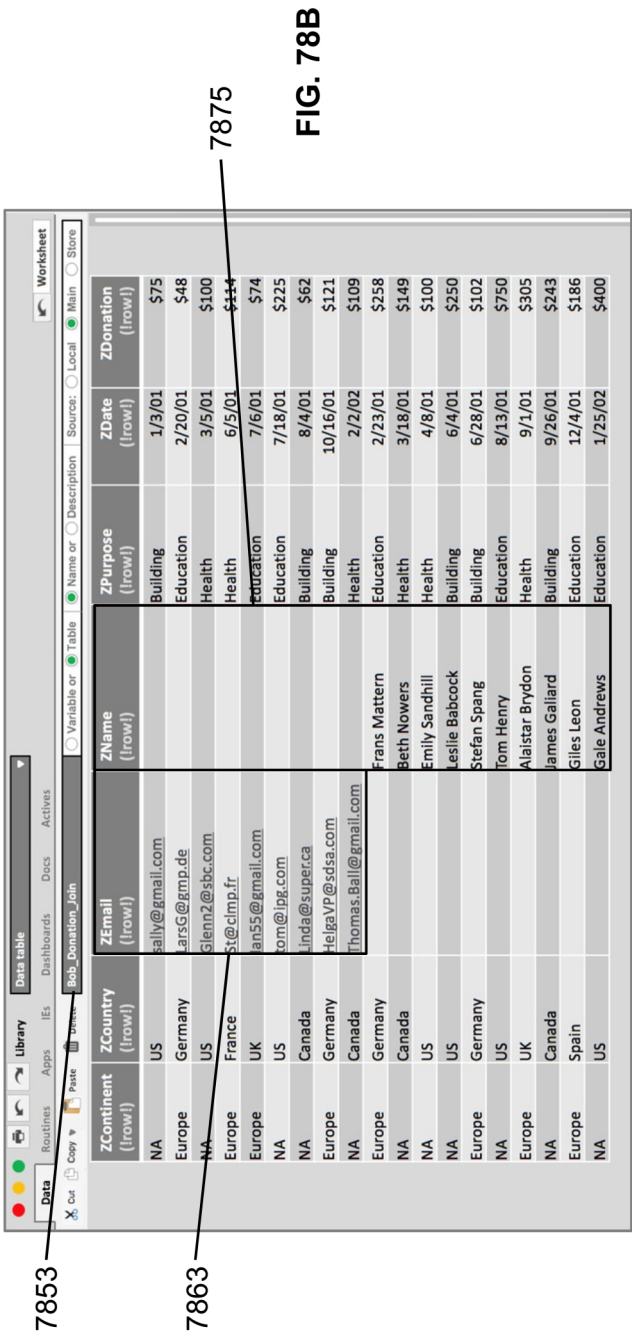 Library
Data table
Data Routines Apps IEs Dashboards Docs Actives
Worksheet
Cut Copy Paste Delete Bob_Donation_Join Variable or Table Name or Description Source: Local Main Store
ZContinent ZCountry ZEmail ZName ZPurpose ZDate ZDonation
(!row!) (!row!) (!row!) (!row!) (!row!) (!row!) (!row!)
NA US sally@gmail.com Building 1/3/01 $75
Europe Germany LarsG@gmp.de Education 2/20/01 $48
NA US Glenn2@sbc.com Health 3/5/01 $100
Europe France St@clmp.fr Health 6/5/01 $114
Europe UK Ian55@gmail.com Education 7/6/01 $74
NA US tom@ipg.com Education 7/18/01 $225
NA Canada Linda@super.ca Building 8/4/01 $62
Europe Germany HelgaVP@sdsa.com Building 10/16/01 $121
NA Canada Thomas.Ball@gmail.com Health 2/2/02 $109
Europe Germany Frans Mattern Education 2/23/01 $258
NA Canada Beth Nowers Health 3/18/01 $149
NA US Emily Sandhill Health 4/8/01 $100
NA US Leslie Babcock Building 6/4/01 $250
Europe Germany Stefan Spang Building 6/28/01 $102
NA US Tom Henry Education 8/13/01 $750
Europe UK Alaistar Brydon Health 9/1/01 $305
NA Canada James Galiard Building 9/26/01 $243
Europe Spain Giles Leon Education 12/4/01 $186
NA US Gale Andrews Education 1/25/02 $400
7853
7863
7875
FIG. 78B